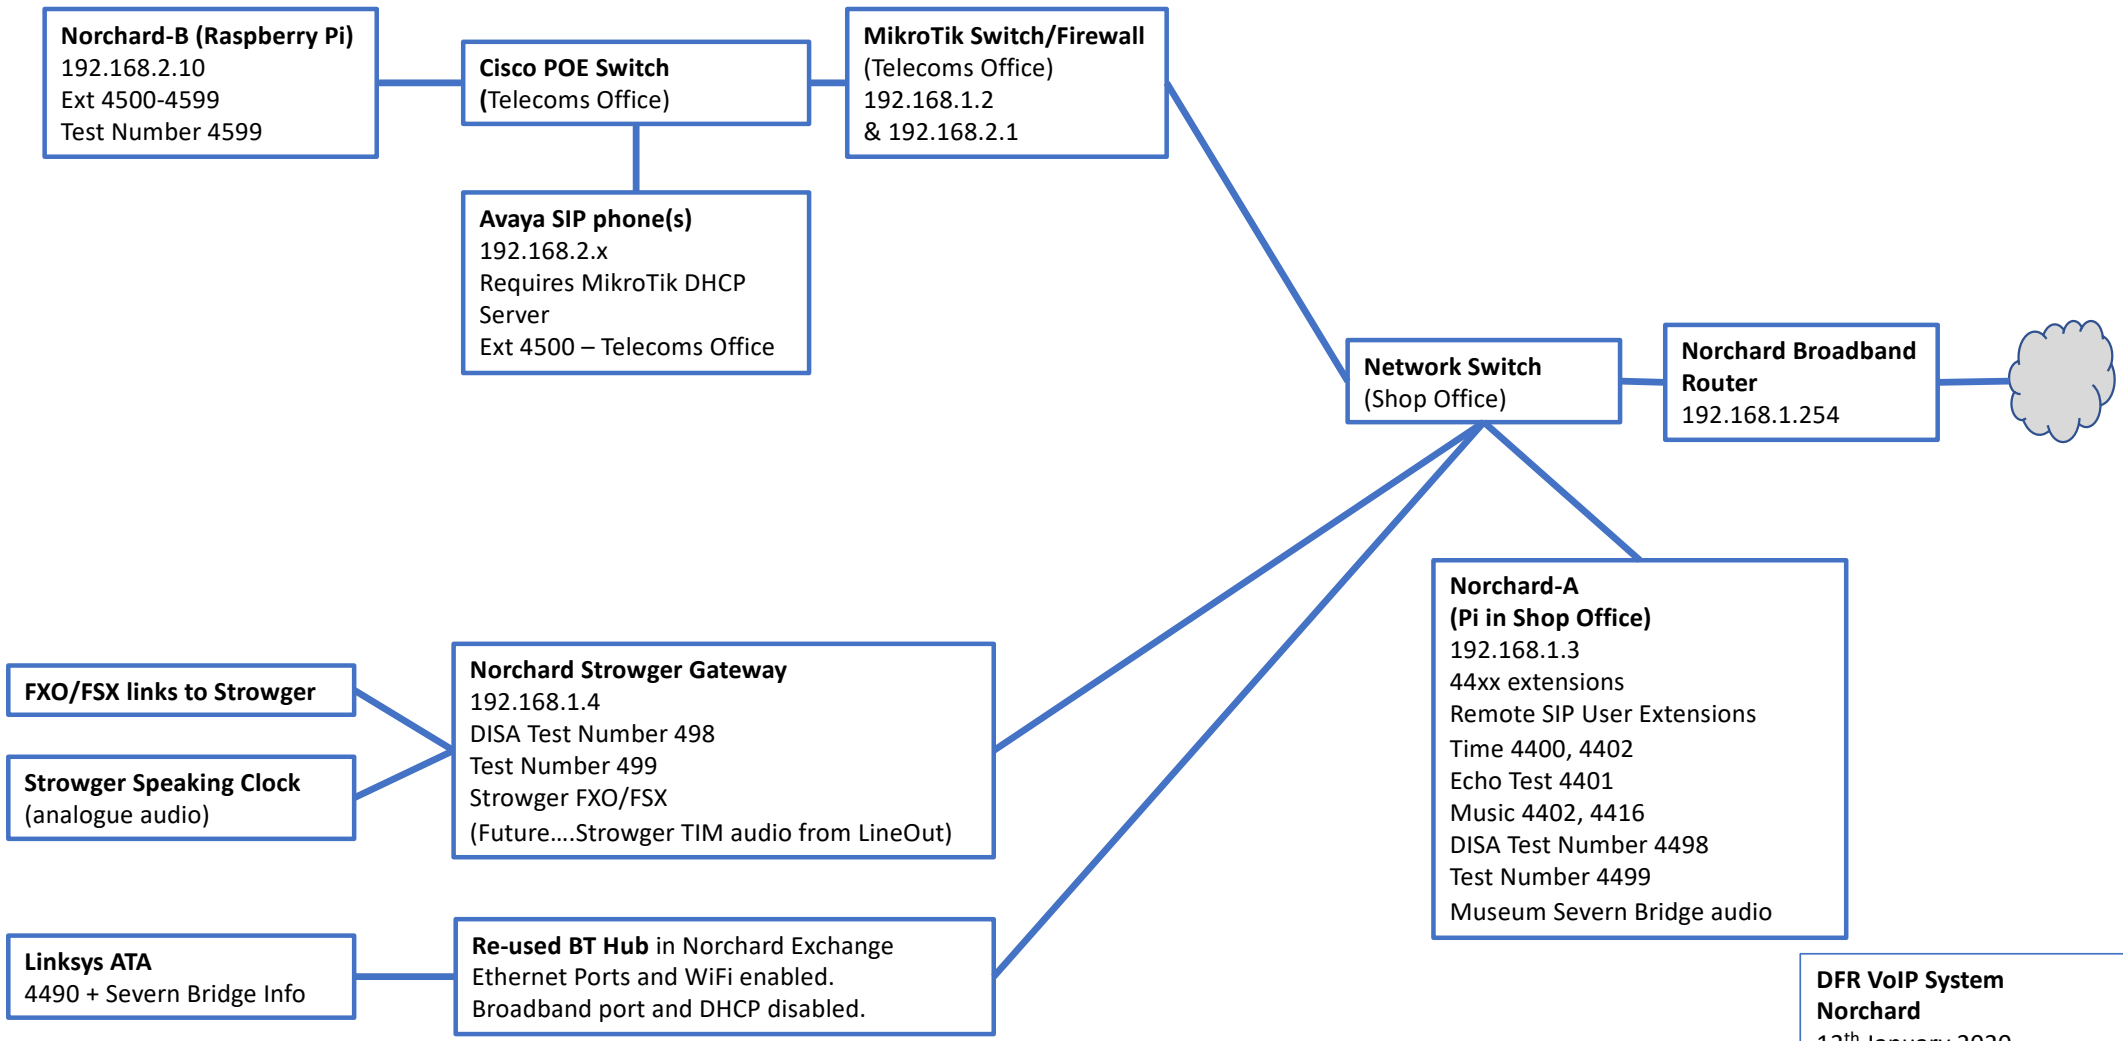 Norchard-B (Raspberry Pi)
192.168.2.10
Ext 4500-4599
Test Number 4599
Cisco POE Switch
(Telecoms Office)
MikroTik Switch/Firewall
(Telecoms Office)
192.168.1.2
& 192.168.2.1
Avaya SIP phone(s)
192.168.2.x
Requires MikroTik DHCP
Server
Ext 4500 – Telecoms Office
Network Switch
(Shop Office)
Norchard Broadband
Router
192.168.1.254
FXO/FSX links to Strowger
Strowger Speaking Clock
(analogue audio)
Norchard Strowger Gateway
192.168.1.4
DISA Test Number 498
Test Number 499
Strowger FXO/FSX
(Future....Strowger TIM audio from LineOut)
Norchard-A
(Pi in Shop Office)
192.168.1.3
44xx extensions
Remote SIP User Extensions
Time 4400, 4402
Echo Test 4401
Music 4402, 4416
DISA Test Number 4498
Test Number 4499
Museum Severn Bridge audio
Linksys ATA
4490 + Severn Bridge Info
Re-used BT Hub in Norchard Exchange
Ethernet Ports and WiFi enabled.
Broadband port and DHCP disabled.
DFR VoIP System
Norchard
January